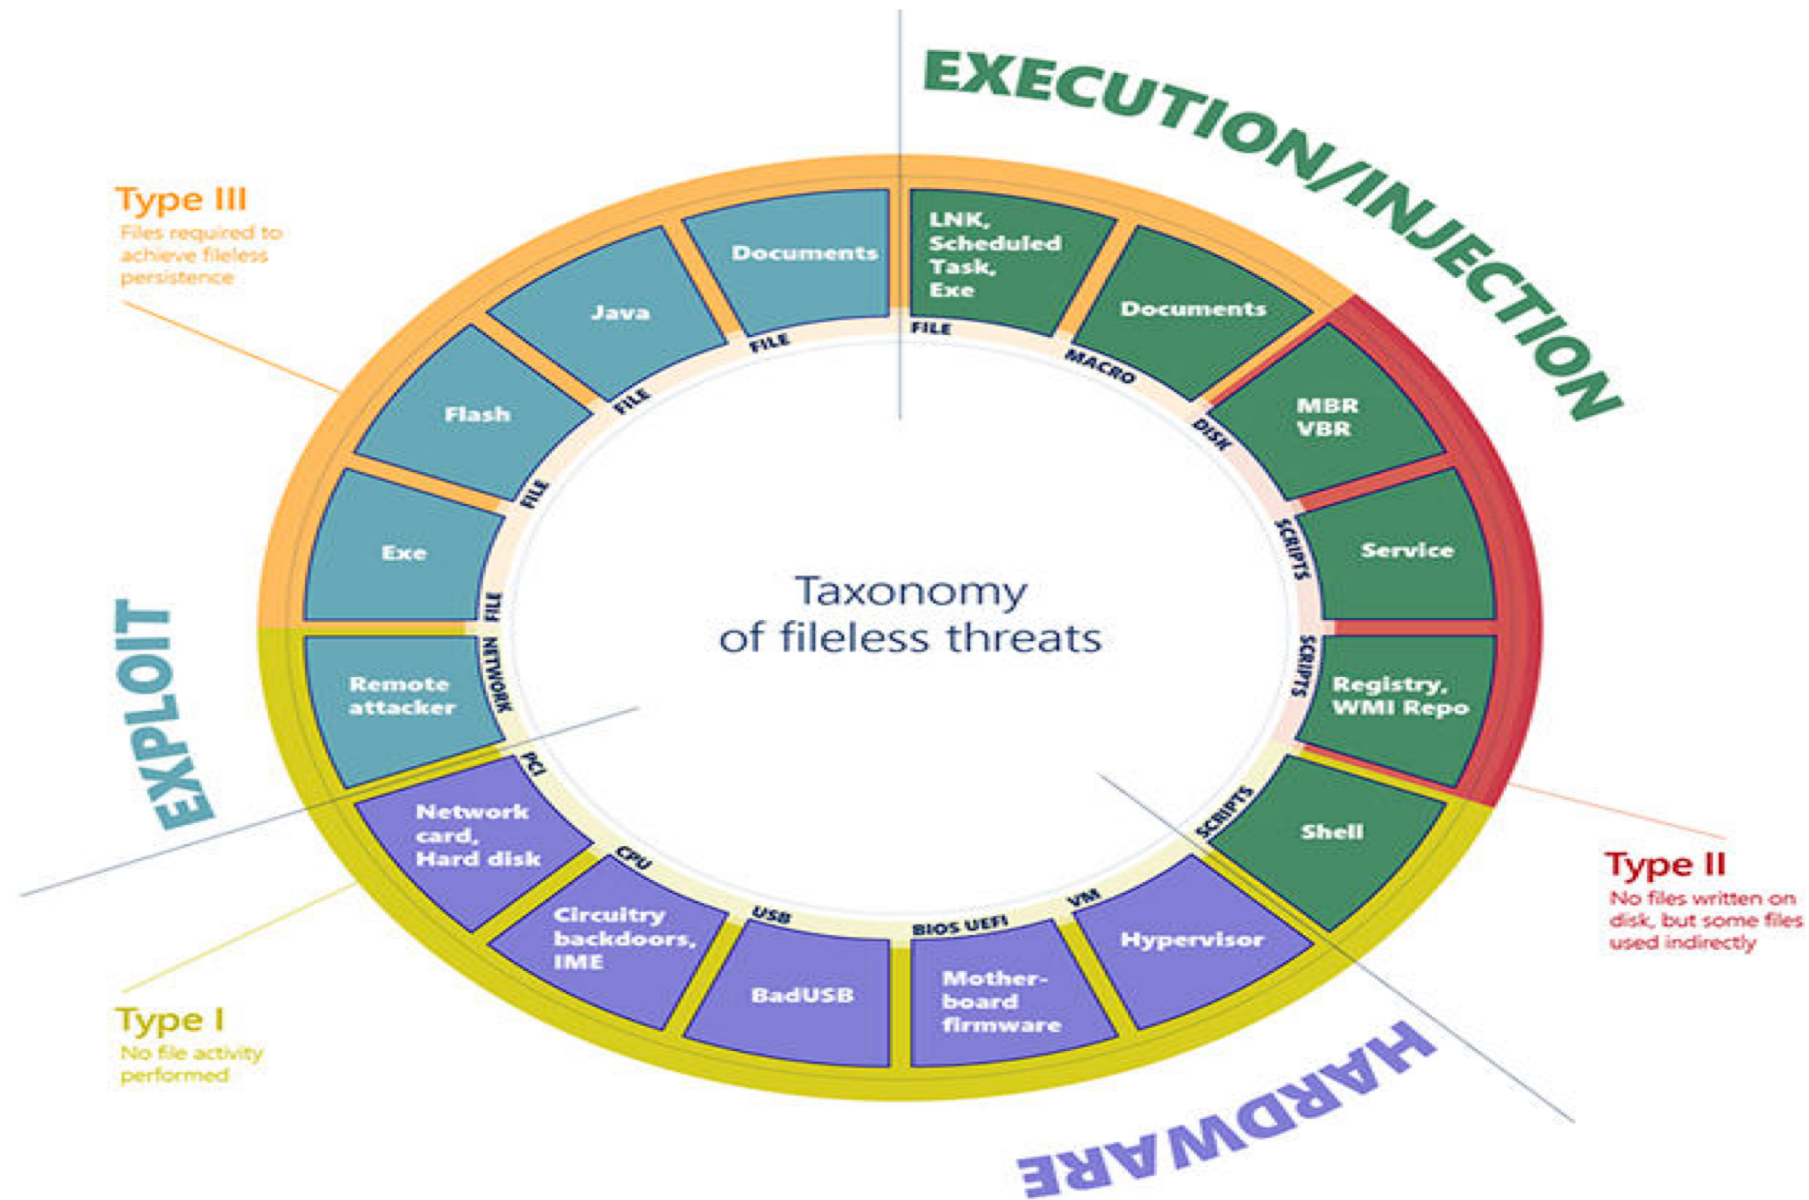 EXECUTION/INJECTION
Type III
Files required to
achieve fileless
persistence
Documents
FILE
Java
FILE
Flash
FILE
Exe
FILE
LNK,
Scheduled
Task,
Exe
FILE
Documents
MACRO
MBR
VBR
DISK
Service
SCRIPTS
Registry,
WMI Repo
SCRIPTS
Shell
SCRIPTS
Taxonomy
of fileless threats
EXPLOIT
Remote
attacker
NETWORK
Network
card,
Hard disk
PCI
Circuitry
backdoors,
IME
CPU
BadUSB
USB
Mother-
board
firmware
BIOS UEFI
Hypervisor
VM
Type II
No files written on
disk, but some files
used indirectly
Type I
No file activity
performed
HARDWARE